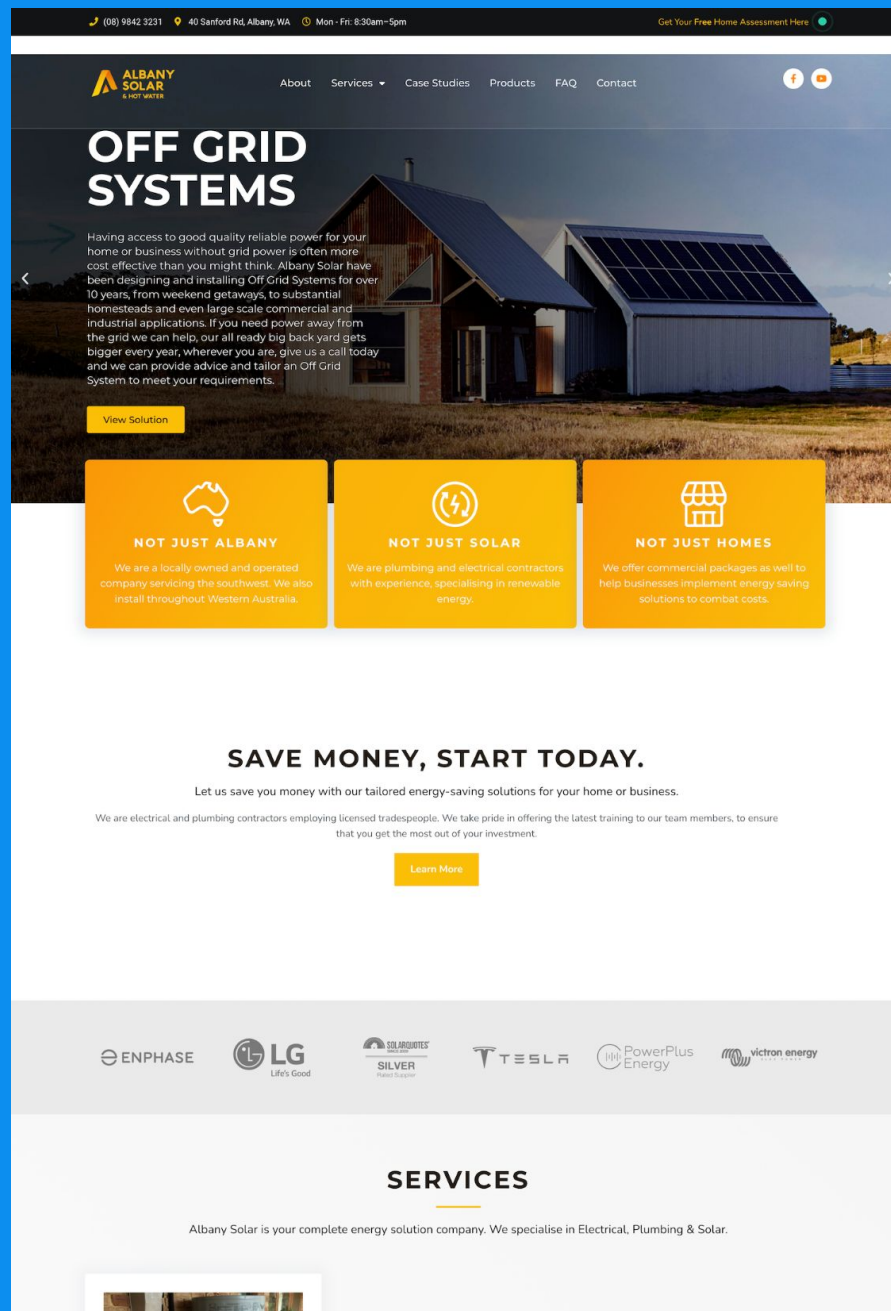 (08) 9842 3231 40 Sanford Rd, Albany, WA Mon - Fri: 8:30am–5pm Get Your Free Home Assessment Here
ALBANY
SOLAR
& HOT WATER
About Services Case Studies Products FAQ Contact
OFF GRID
SYSTEMS
Having access to good quality reliable power for your
home or business without grid power is often more
cost effective than you might think. Albany Solar have
been designing and installing Off Grid Systems for over
10 years, from weekend getaways, to substantial
homesteads and even large scale commercial and
industrial applications. If you need power away from
the grid we can help, our all ready big back yard gets
bigger every year, wherever you are, give us a call today
and we can provide advice and tailor an Off Grid
System to meet your requirements.
View Solution
NOT JUST ALBANY
We are a locally owned and operated
company servicing the southwest. We also
install throughout Western Australia.
NOT JUST SOLAR
We are plumbing and electrical contractors
with experience, specialising in renewable
energy.
NOT JUST HOMES
We offer commercial packages as well to
help businesses implement energy saving
solutions to combat costs.
SAVE MONEY, START TODAY.
Let us save you money with our tailored energy-saving solutions for your home or business.
We are electrical and plumbing contractors employing licensed tradespeople. We take pride in offering the latest training to our team members, to ensure
that you get the most out of your investment.
Learn More
ENPHASE
LG
Life's Good
SOLARQUOTES
SILVER
TESLA
PowerPlus
Energy
victron energy
SERVICES
Albany Solar is your complete energy solution company. We specialise in Electrical, Plumbing & Solar.